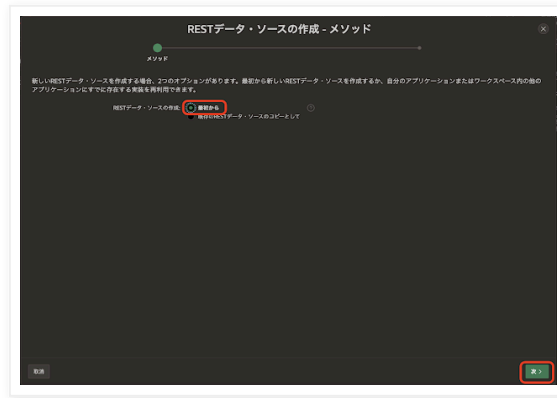 RESTデータ・ソースの作成 - メソッド
メソッド
新しいRESTデータ・ソースを作成する場合、2つのオプションがあります。最初から新しいRESTデータ・ソースを作成するか、自分のアプリケーションまたはワークスペース内の他の
アプリケーションにすでに存在する実装を再利用できます。
RESTデータ・ソースの作成: 最初から
既存のRESTデータ・ソースのコピーとして
取消
次 >